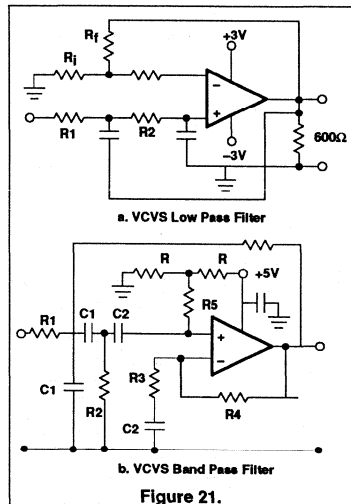 Rf
+3V
Ri
−
+
R1
R2
−3V
600Ω
a. VCVS Low Pass Filter
R
R
+5V
R1
C1
C2
R5
+
−
C1
R3
R2
R4
C2
b. VCVS Band Pass Filter
Figure 21.